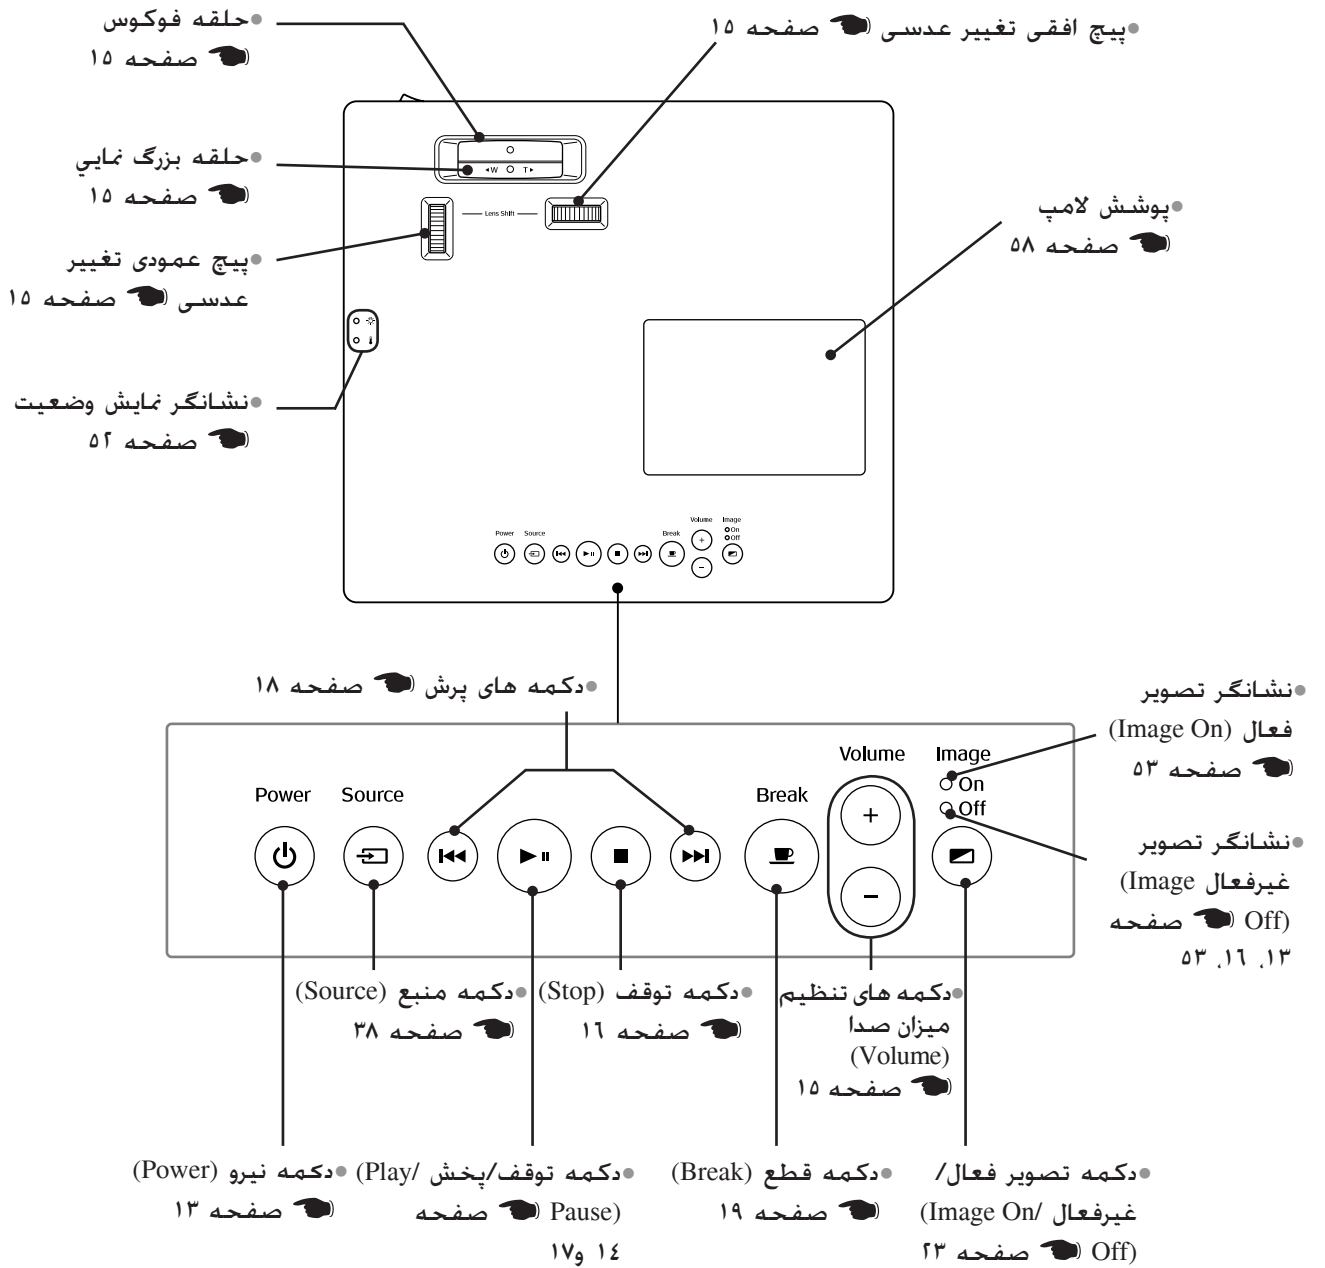 ●حلقه فوکوس
☚ صفحه ۱۵
●پیچ افقی تغییر عدسی ☚ صفحه ۱۵
●حلقه بزرگ نمايي
☚ صفحه ۱۵
●پیچ عمودی تغییر
عدسی ☚ صفحه ۱۵
●پوشش لامپ
☚ صفحه ۵۸
●نشانگر نمایش وضعیت
☚ صفحه ۵۲
W T
Lens Shift
Power Source Break Volume Image
On
Off
●دکمه های پرش ☚ صفحه ۱۸
●نشانگر تصویر
فعال (Image On)
☚ صفحه ۵۳
●نشانگر تصویر
غیرفعال (Image
Off) ☚ صفحه
۱۳، ۱٦، ۵۳
Volume Image
On
Off
Power Source Break
●دکمه منبع (Source)
☚ صفحه ۳۸
●دکمه توقف (Stop)
☚ صفحه ۱٦
●دکمه های تنظیم
میزان صدا
(Volume)
☚ صفحه ۱۵
●دکمه نیرو (Power)
☚ صفحه ۱۳
●دکمه توقف/پخش (Play/
Pause) ☚ صفحه
۱٤ و۱۷
●دکمه قطع (Break)
☚ صفحه ۱۹
●دکمه تصویر فعال/
غیرفعال (Image On/
Off) ☚ صفحه ۲۳